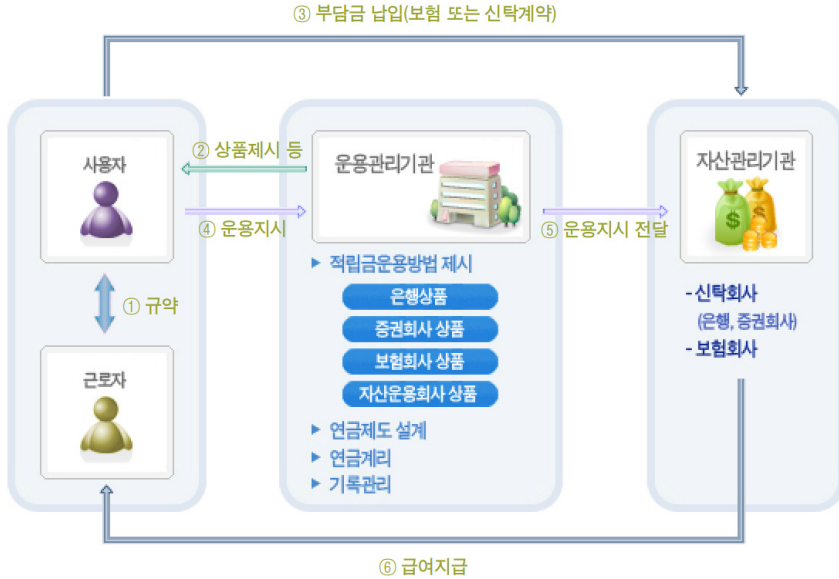 ③ 부담금 납입(보험 또는 신탁계약)
사용자
② 상품제시 등
운용관리기관
자산관리기관
$
$
④ 운용지시
⑤ 운용지시 전달
▶ 적립금운용방법 제시
은행상품
증권회사 상품
보험회사 상품
자산운용회사 상품
① 규약
- 신탁회사
(은행, 증권회사)
- 보험회사
근로자
▶ 연금제도 설계
▶ 연금계리
▶ 기록관리
⑥ 급여지급